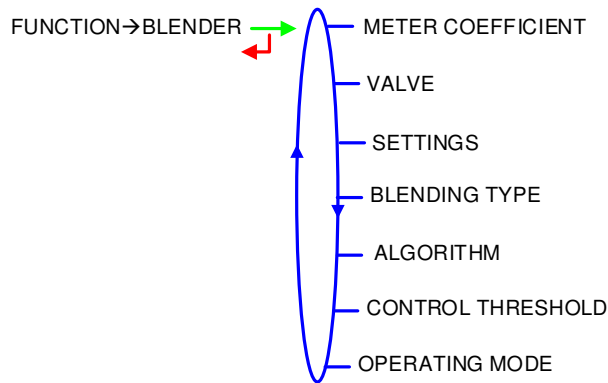 FUNCTION→BLENDER
METER COEFFICIENT
VALVE
SETTINGS
BLENDING TYPE
ALGORITHM
CONTROL THRESHOLD
OPERATING MODE